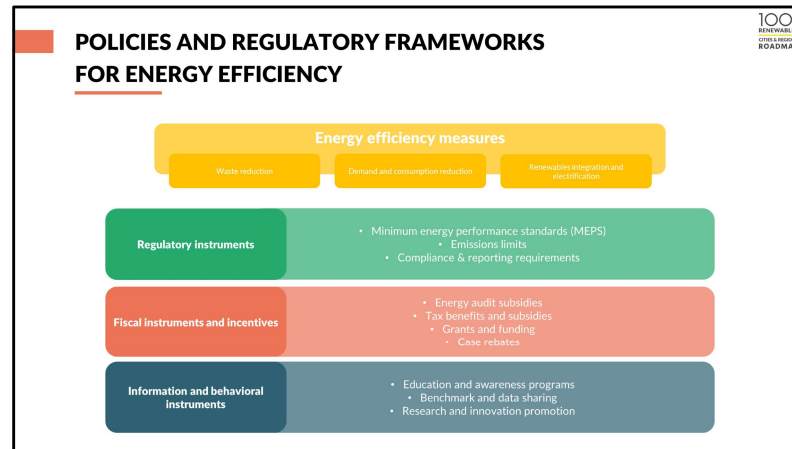 POLICIES AND REGULATORY FRAMEWORKS
FOR ENERGY EFFICIENCY
100
RENEWABLE
CITIES & REGIO
ROADMA
Energy efficiency measures
Waste reduction
Demand and consumption reduction
Renewables integration and
electrification
Regulatory instruments
• Minimum energy performance standards (MEPS)
• Emissions limits
• Compliance & reporting requirements
Fiscal instruments and incentives
• Energy audit subsidies
• Tax benefits and subsidies
• Grants and funding
• Case rebates
Information and behavioral
instruments
• Education and awareness programs
• Benchmark and data sharing
• Research and innovation promotion